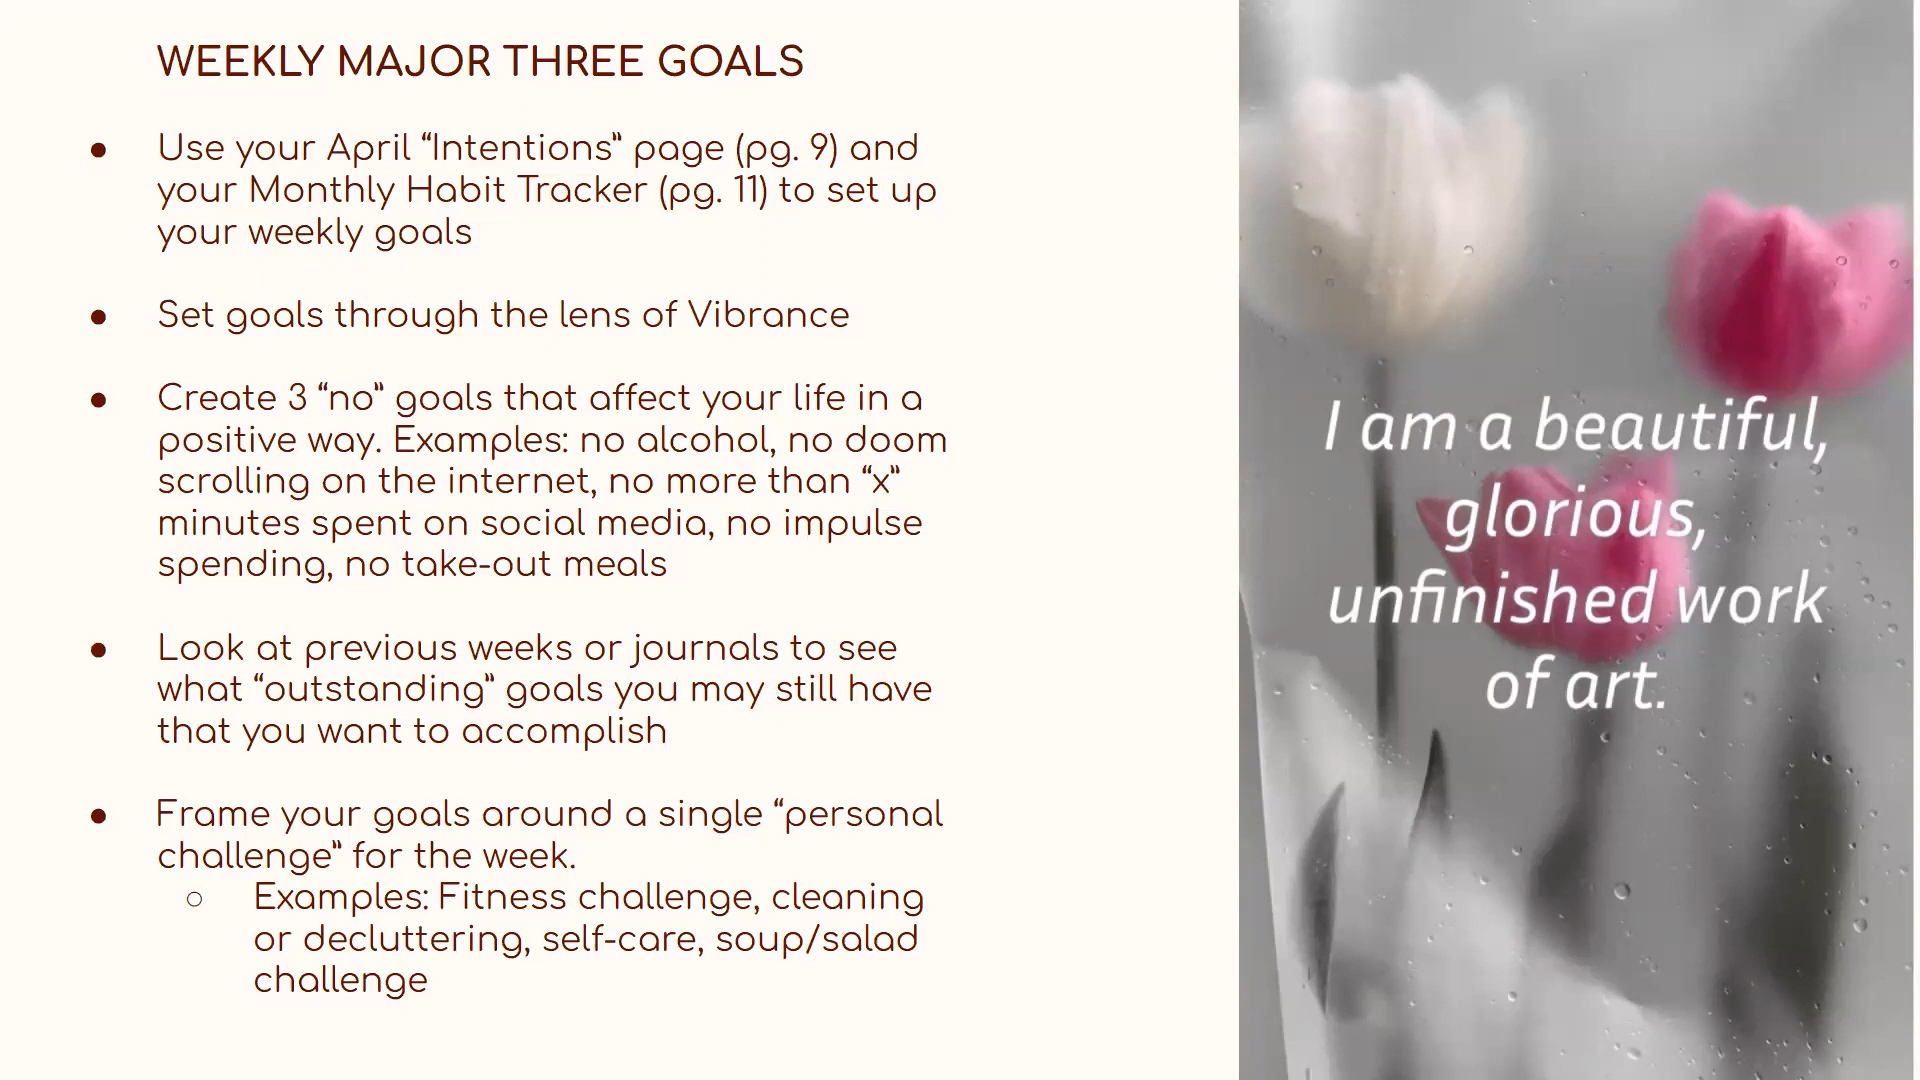 WEEKLY MAJOR THREE GOALS
● Use your April “Intentions” page (pg. 9) and
your Monthly Habit Tracker (pg. 11) to set up
your weekly goals
● Set goals through the lens of Vibrance
● Create 3 “no” goals that affect your life in a
positive way. Examples: no alcohol, no doom
scrolling on the internet, no more than “x”
minutes spent on social media, no impulse
spending, no take-out meals
● Look at previous weeks or journals to see
what “outstanding” goals you may still have
that you want to accomplish
● Frame your goals around a single “personal
challenge” for the week.
○ Examples: Fitness challenge, cleaning
or decluttering, self-care, soup/salad
challenge
I am a beautiful,
glorious,
unfinished work
of art.